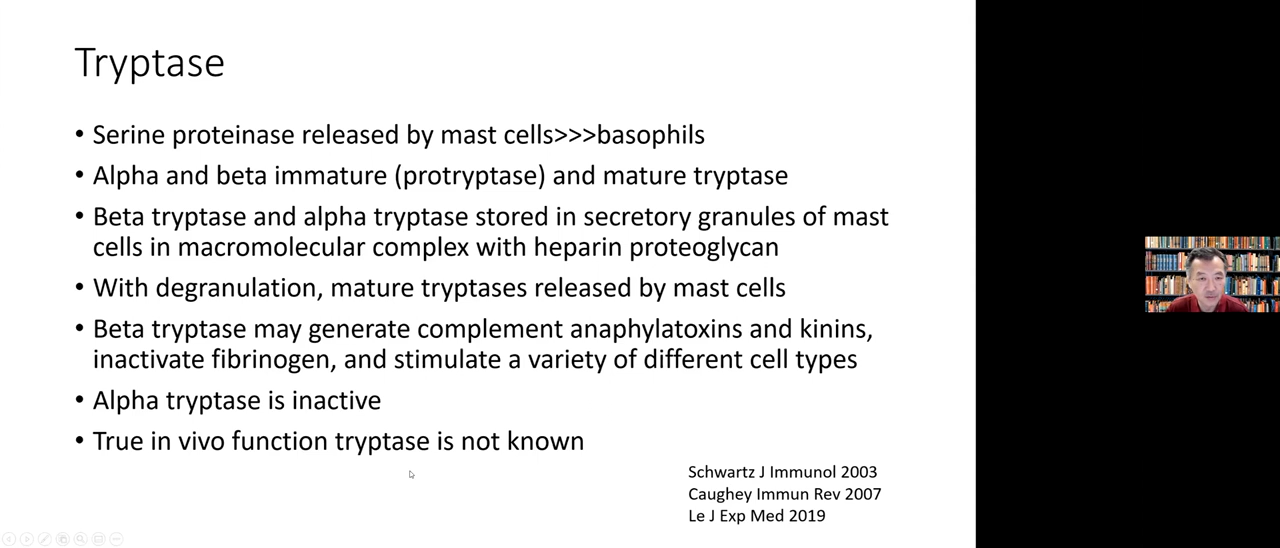 Tryptase
• Serine proteinase released by mast cells>>>basophils
• Alpha and beta immature (protryptase) and mature tryptase
• Beta tryptase and alpha tryptase stored in secretory granules of mast
cells in macromolecular complex with heparin proteoglycan
• With degranulation, mature tryptases released by mast cells
• Beta tryptase may generate complement anaphylatoxins and kinins,
inactivate fibrinogen, and stimulate a variety of different cell types
• Alpha tryptase is inactive
• True in vivo function tryptase is not known
Schwartz J Immunol 2003
Caughey Immun Rev 2007
Le J Exp Med 2019